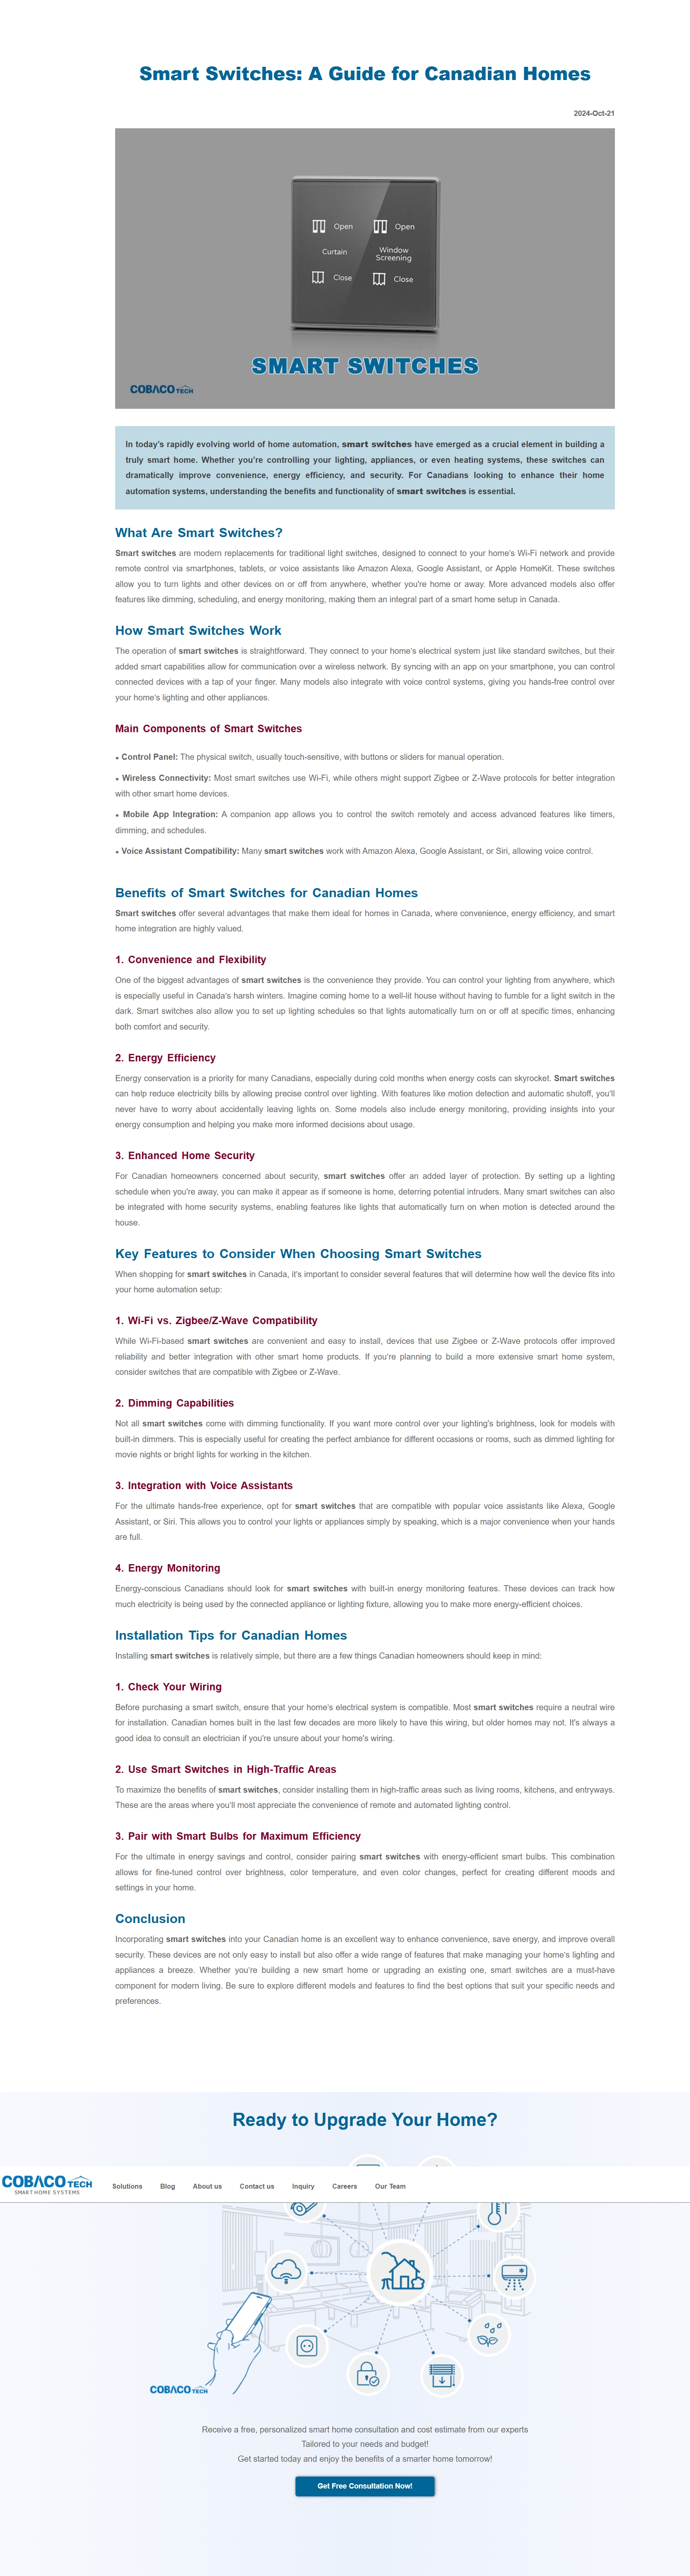 Smart Switches: A Guide for Canadian Homes
2024-Oct-21
Open
Open
Curtain
Window
Screening
Close
Close
SMART SWITCHES
COBACO TECH
In today's rapidly evolving world of home automation, smart switches have emerged as a crucial element in building a
truly smart home. Whether you're controlling your lighting, appliances, or even heating systems, these switches can
dramatically improve convenience, energy efficiency, and security. For Canadians looking to enhance their home
automation systems, understanding the benefits and functionality of smart switches is essential.
What Are Smart Switches?
Smart switches are modern replacements for traditional light switches, designed to connect to your home's Wi-Fi network and provide
remote control via smartphones, tablets, or voice assistants like Amazon Alexa, Google Assistant, or Apple HomeKit. These switches
allow you to turn lights and other devices on or off from anywhere, whether you're home or away. More advanced models also offer
features like dimming, scheduling, and energy monitoring, making them an integral part of a smart home setup in Canada.
How Smart Switches Work
The operation of smart switches is straightforward. They connect to your home's electrical system just like standard switches, but their
added smart capabilities allow for communication over a wireless network. By syncing with an app on your smartphone, you can control
connected devices with a tap of your finger. Many models also integrate with voice control systems, giving you hands-free control over
your home's lighting and other appliances.
Main Components of Smart Switches
• Control Panel: The physical switch, usually touch-sensitive, with buttons or sliders for manual operation.
• Wireless Connectivity: Most smart switches use Wi-Fi, while others might support Zigbee or Z-Wave protocols for better integration
with other smart home devices.
• Mobile App Integration: A companion app allows you to control the switch remotely and access advanced features like timers,
dimming, and schedules.
• Voice Assistant Compatibility: Many smart switches work with Amazon Alexa, Google Assistant, or Siri, allowing voice control.
Benefits of Smart Switches for Canadian Homes
Smart switches offer several advantages that make them ideal for homes in Canada, where convenience, energy efficiency, and smart
home integration are highly valued.
1. Convenience and Flexibility
One of the biggest advantages of smart switches is the convenience they provide. You can control your lighting from anywhere, which
is especially useful in Canada's harsh winters. Imagine coming home to a well-lit house without having to fumble for a light switch in the
dark. Smart switches also allow you to set up lighting schedules so that lights automatically turn on or off at specific times, enhancing
both comfort and security.
2. Energy Efficiency
Energy conservation is a priority for many Canadians, especially during cold months when energy costs can skyrocket. Smart switches
can help reduce electricity bills by allowing precise control over lighting. With features like motion detection and automatic shutoff, you'll
never have to worry about accidentally leaving lights on. Some models also include energy monitoring, providing insights into your
energy consumption and helping you make more informed decisions about usage.
3. Enhanced Home Security
For Canadian homeowners concerned about security, smart switches offer an added layer of protection. By setting up a lighting
schedule when you're away, you can make it appear as if someone is home, deterring potential intruders. Many smart switches can also
be integrated with home security systems, enabling features like lights that automatically turn on when motion is detected around the
house.
Key Features to Consider When Choosing Smart Switches
When shopping for smart switches in Canada, it's important to consider several features that will determine how well the device fits into
your home automation setup:
1. Wi-Fi vs. Zigbee/Z-Wave Compatibility
While Wi-Fi-based smart switches are convenient and easy to install, devices that use Zigbee or Z-Wave protocols offer improved
reliability and better integration with other smart home products. If you're planning to build a more extensive smart home system,
consider switches that are compatible with Zigbee or Z-Wave.
2. Dimming Capabilities
Not all smart switches come with dimming functionality. If you want more control over your lighting's brightness, look for models with
built-in dimmers. This is especially useful for creating the perfect ambiance for different occasions or rooms, such as dimmed lighting for
movie nights or bright lights for working in the kitchen.
3. Integration with Voice Assistants
For the ultimate hands-free experience, opt for smart switches that are compatible with popular voice assistants like Alexa, Google
Assistant, or Siri. This allows you to control your lights or appliances simply by speaking, which is a major convenience when your hands
are full.
4. Energy Monitoring
Energy-conscious Canadians should look for smart switches with built-in energy monitoring features. These devices can track how
much electricity is being used by the connected appliance or lighting fixture, allowing you to make more energy-efficient choices.
Installation Tips for Canadian Homes
Installing smart switches is relatively simple, but there are a few things Canadian homeowners should keep in mind:
1. Check Your Wiring
Before purchasing a smart switch, ensure that your home's electrical system is compatible. Most smart switches require a neutral wire
for installation. Canadian homes built in the last few decades are more likely to have this wiring, but older homes may not. It's always a
good idea to consult an electrician if you're unsure about your home's wiring.
2. Use Smart Switches in High-Traffic Areas
To maximize the benefits of smart switches, consider installing them in high-traffic areas such as living rooms, kitchens, and entryways.
These are the areas where you'll most appreciate the convenience of remote and automated lighting control.
3. Pair with Smart Bulbs for Maximum Efficiency
For the ultimate in energy savings and control, consider pairing smart switches with energy-efficient smart bulbs. This combination
allows for fine-tuned control over brightness, color temperature, and even color changes, perfect for creating different moods and
settings in your home.
Conclusion
Incorporating smart switches into your Canadian home is an excellent way to enhance convenience, save energy, and improve overall
security. These devices are not only easy to install but also offer a wide range of features that make managing your home's lighting and
appliances a breeze. Whether you're building a new smart home or upgrading an existing one, smart switches are a must-have
component for modern living. Be sure to explore different models and features to find the best options that suit your specific needs and
preferences.
Ready to Upgrade Your Home?
COBACO TECH
SMART HOME SYSTEMS
Solutions Blog About us Contact us Inquiry Careers Our Team
COBACO TECH
Receive a free, personalized smart home consultation and cost estimate from our experts
Tailored to your needs and budget!
Get started today and enjoy the benefits of a smarter home tomorrow!
Get Free Consultation Now!